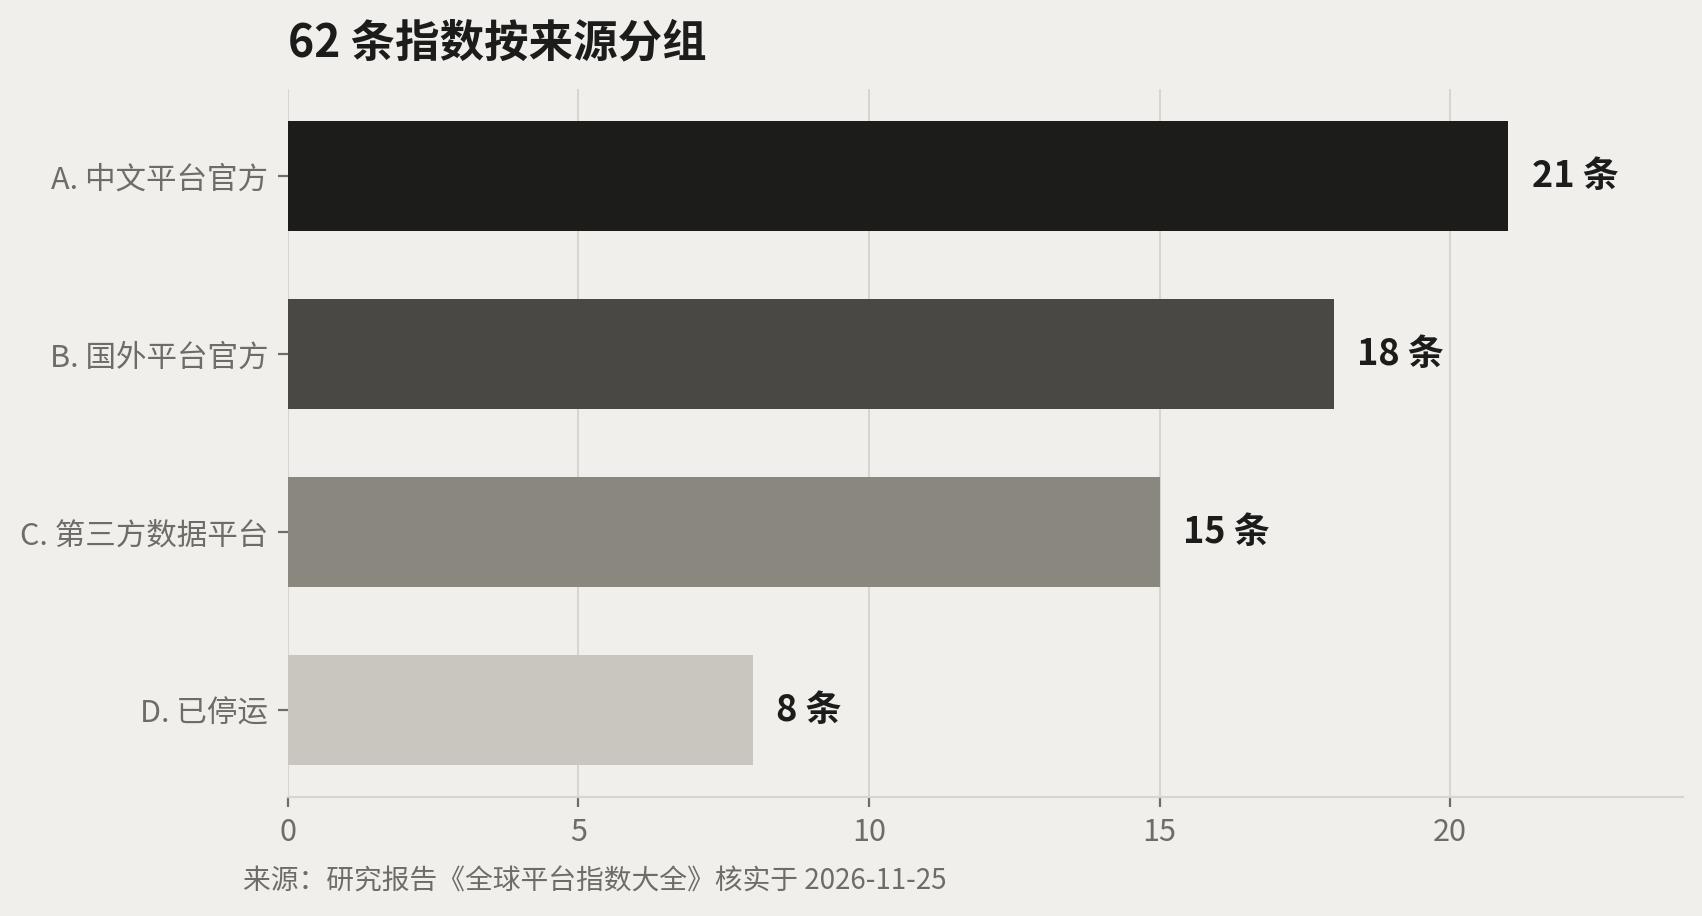 62 条指数按来源分组
A. 中文平台官方
21 条
B. 国外平台官方
18 条
C. 第三方数据平台
15 条
D. 已停运
8 条
0 5 10 15 20
来源：研究报告《全球平台指数大全》核实于 2026-11-25